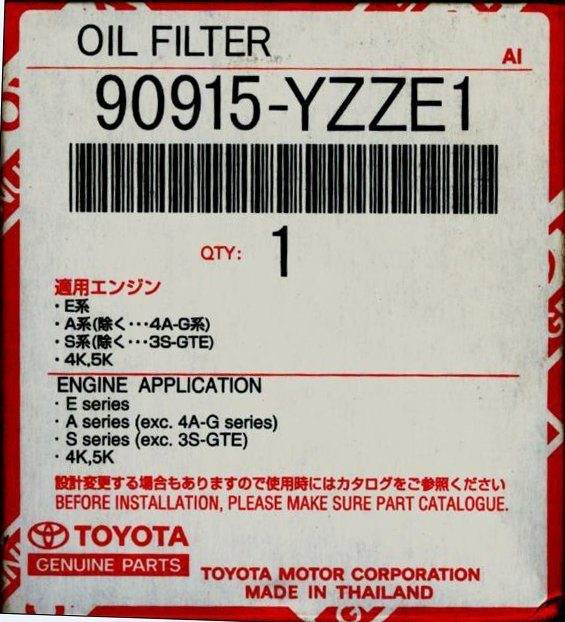 OIL FILTER
AI
90915-YZZE1
QTY: 1
適用エンジン
・E系
・A系(除く・・・4A-G系)
・S系(除く・・・3S-GTE)
・4K,5K
ENGINE APPLICATION
・E series
・A series (exc. 4A-G series)
・S series (exc. 3S-GTE)
・4K,5K
設計変更する場合もありますので使用時にはカタログをご参照ください
BEFORE INSTALLATION, PLEASE MAKE SURE PART CATALOGUE.
TOYOTA
GENUINE PARTS
TOYOTA MOTOR CORPORATION
MADE IN THAILAND